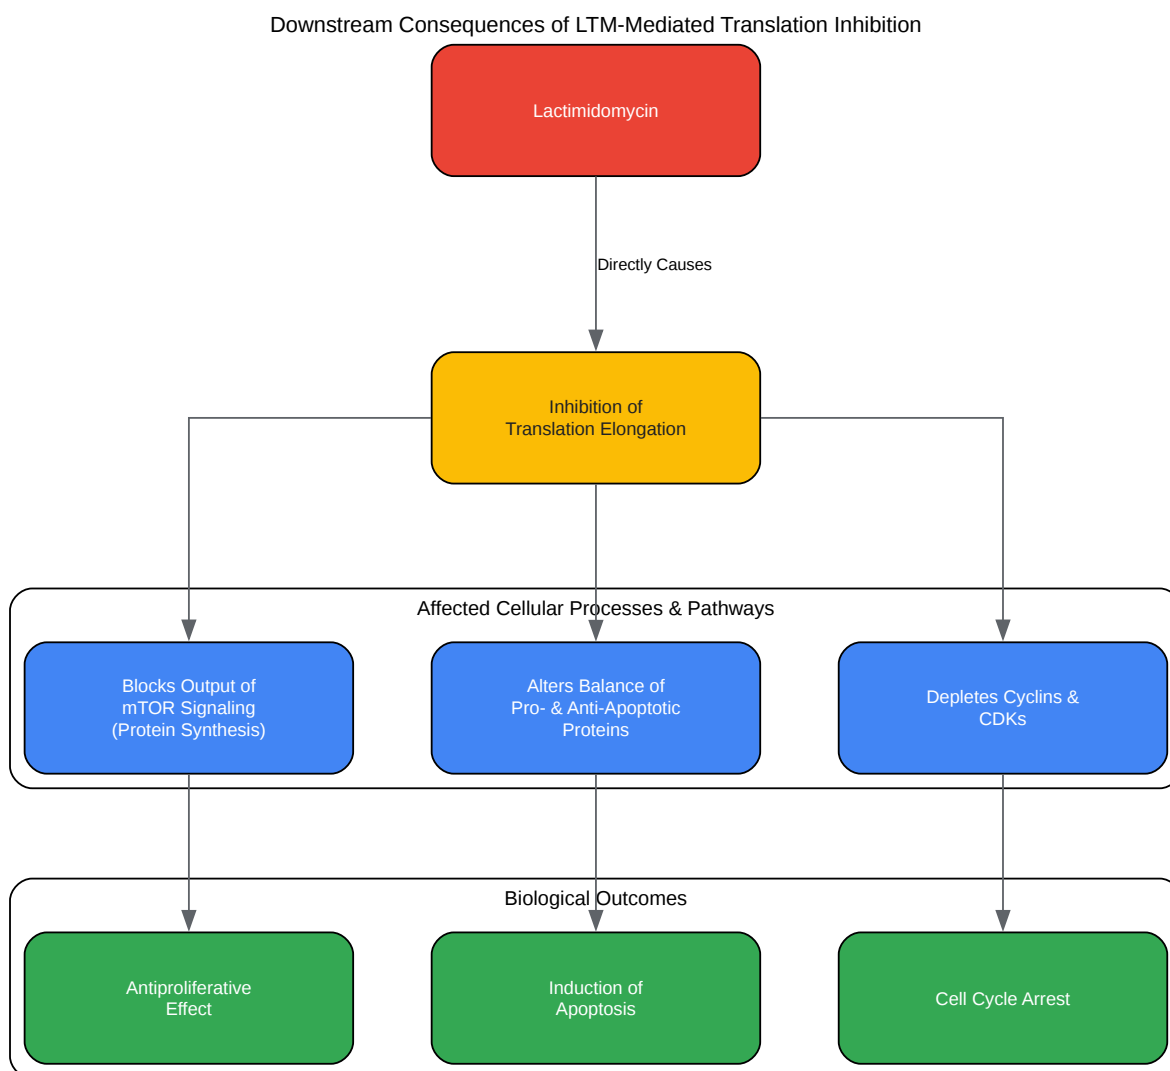 Downstream Consequences of LTM-Mediated Translation Inhibition
Lactimidomycin
Directly Causes
Inhibition of
Translation Elongation
Affected Cellular Processes & Pathways
Blocks Output of
mTOR Signaling
(Protein Synthesis)
Alters Balance of
Pro- & Anti-Apoptotic
Proteins
Depletes Cyclins &
CDKs
Biological Outcomes
Antiproliferative
Effect
Induction of
Apoptosis
Cell Cycle Arrest